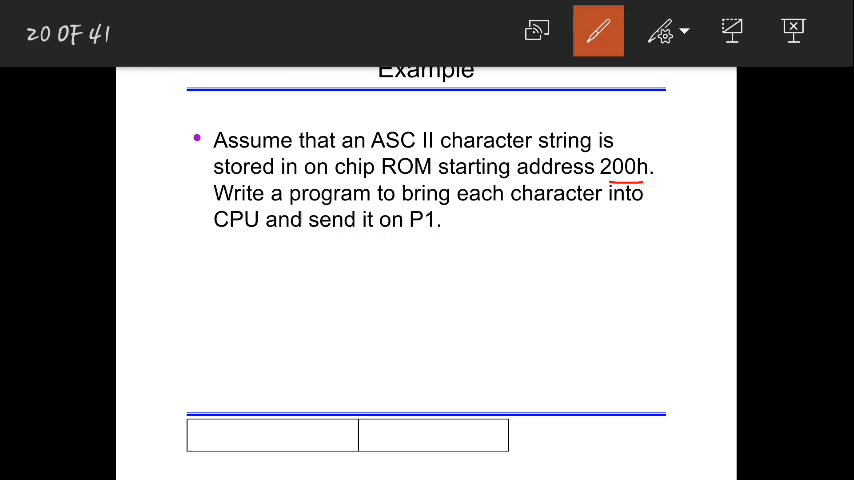 20 OF 41
Example
• Assume that an ASC II character string is
stored in on chip ROM starting address 200h.
Write a program to bring each character into
CPU and send it on P1.